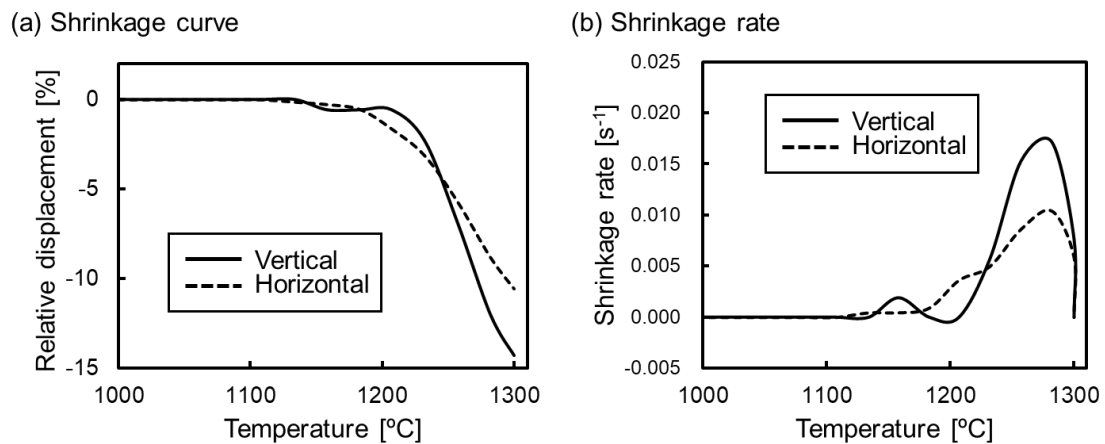 (a) Shrinkage curve
Relative displacement [%]
0
-5
-10
-15
Vertical
Horizontal
1000
1100
1200
1300
Temperature [ºC]
(b) Shrinkage rate
Shrinkage rate [s⁻¹]
0.025
0.020
0.015
0.010
0.005
0.000
-0.005
Vertical
Horizontal
1000
1100
1200
1300
Temperature [ºC]